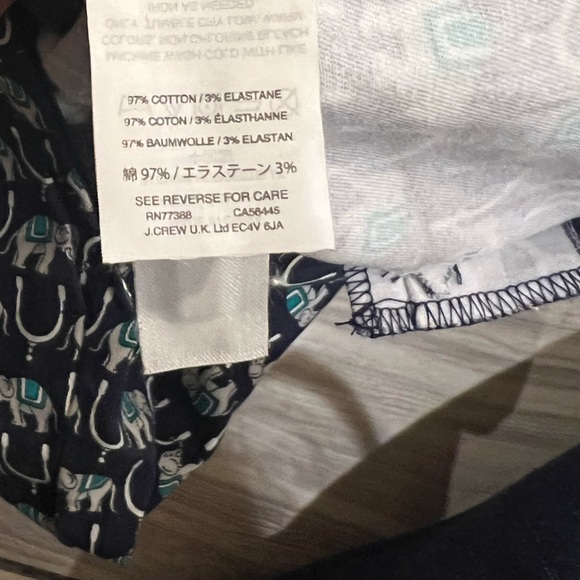 97% COTTON / 3% ELASTANE
97% COTON / 3% ÉLASTHANNE
97% BAUMWOLLE / 3% ELASTAN
綿 97% / エラステーン 3%
SEE REVERSE FOR CARE
RN77388 CA56445
J.CREW U.K. Ltd EC4V 6JA